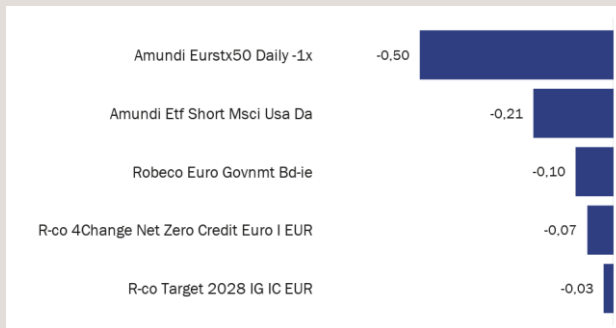 Amundi Eurstx50 Daily -1x -0,50
Amundi Etf Short Msci Usa Da -0,21
Robeco Euro Govnmt Bd-ie -0,10
R-co 4Change Net Zero Credit Euro I EUR -0,07
R-co Target 2028 IG IC EUR -0,03